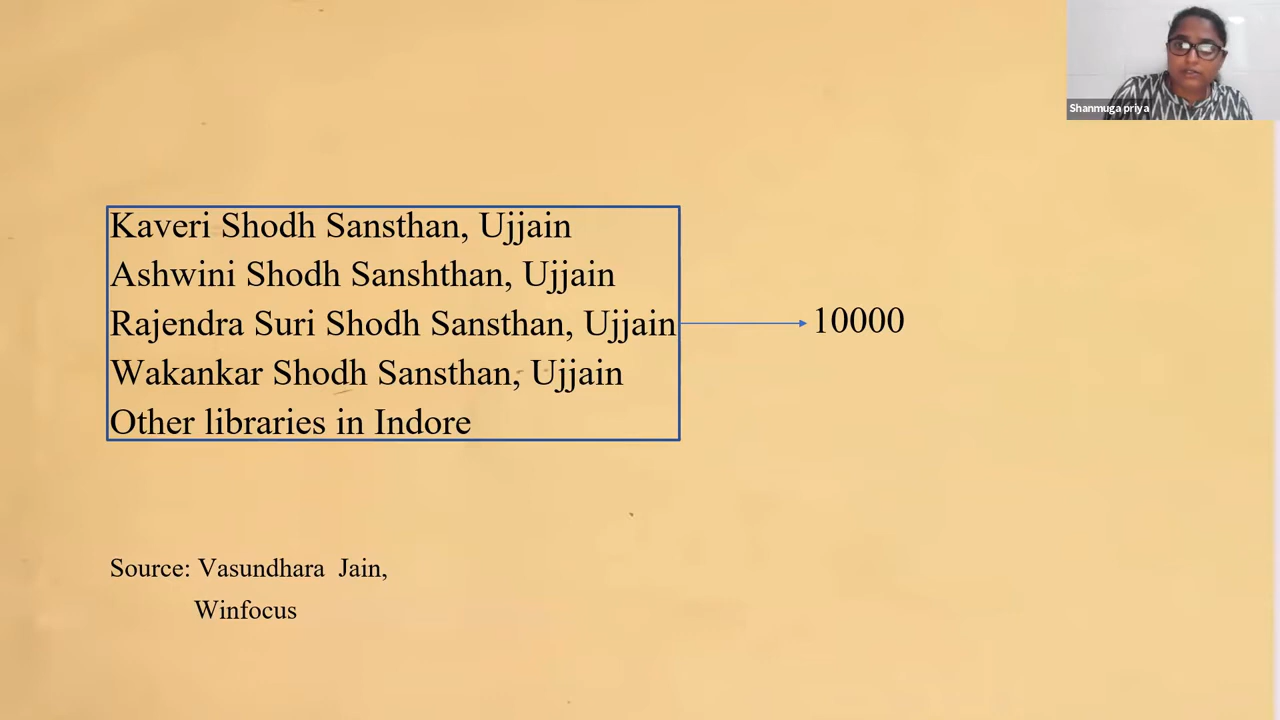 Shanmuga priya
Kaveri Shodh Sansthan, Ujjain
Ashwini Shodh Sanshthan, Ujjain
Rajendra Suri Shodh Sansthan, Ujjain
10000
Wakankar Shodh Sansthan, Ujjain
Other libraries in Indore
Source: Vasundhara Jain,
Winfocus